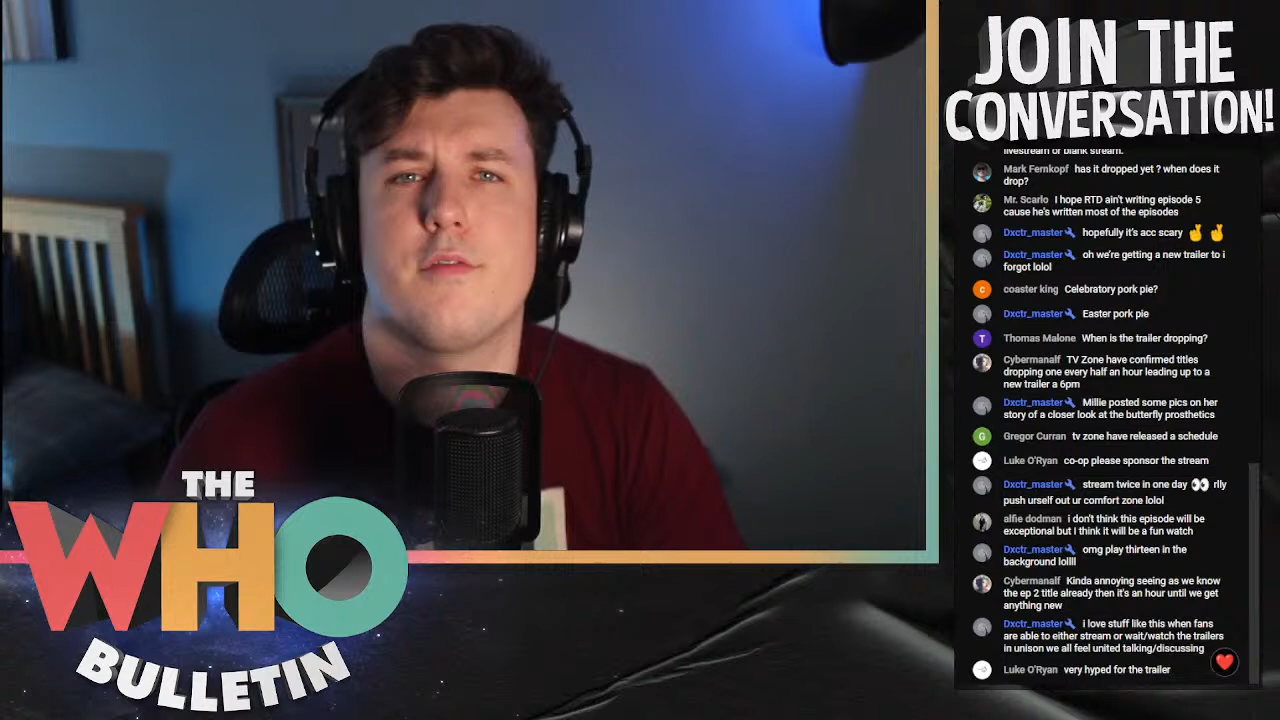 JOIN THE
CONVERSATION!
livestream or blank stream.
Mark Fernkopf has it dropped yet ? when does it
drop?
Mr. Scarlo I hope RTD ain't writing episode 5
cause he's written most of the episodes
Dxctr_master hopefully it's acc scary 🤞 🤞
Dxctr_master oh we're getting a new trailer to i
forgot lolol
C coaster king Celebratory pork pie?
Dxctr_master Easter pork pie
T Thomas Malone When is the trailer dropping?
Cybermanalf TV Zone have confirmed titles
dropping one every half an hour leading up to a
new trailer a 6pm
Dxctr_master Millie posted some pics on her
story of a closer look at the butterfly prosthetics
G Gregor Curran tv zone have released a schedule
Luke O'Ryan co-op please sponsor the stream
Dxctr_master stream twice in one day 👀 rlly
push urself out ur comfort zone lolol
alfie dodman i don't think this episode will be
exceptional but I think it will be a fun watch
Dxctr_master omg play thirteen in the
background lollll
Cybermanalf Kinda annoying seeing as we know
the ep 2 title already then it's an hour until we get
anything new
Dxctr_master i love stuff like this when fans
are able to either stream or wait/watch the trailers
in unison we all feel united talking/discussing
Luke O'Ryan very hyped for the trailer
THE
WHO
BULLETIN